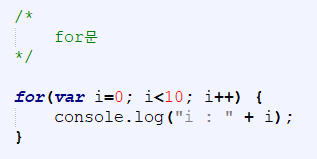 /*
for문
*/
for(var i=0; i<10; i++) {
console.log("i : " + i);
}